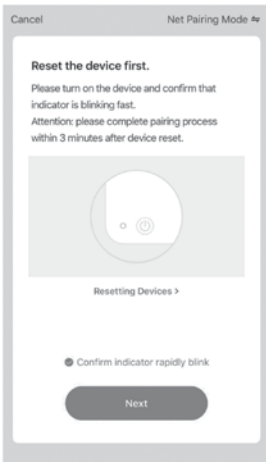 Cancel Net Pairing Mode ⇋
Reset the device first.
Please turn on the device and confirm that
indicator is blinking fast.
Attention: please complete pairing process
within 3 minutes after device reset.
Resetting Devices >
Confirm indicator rapidly blink
Next